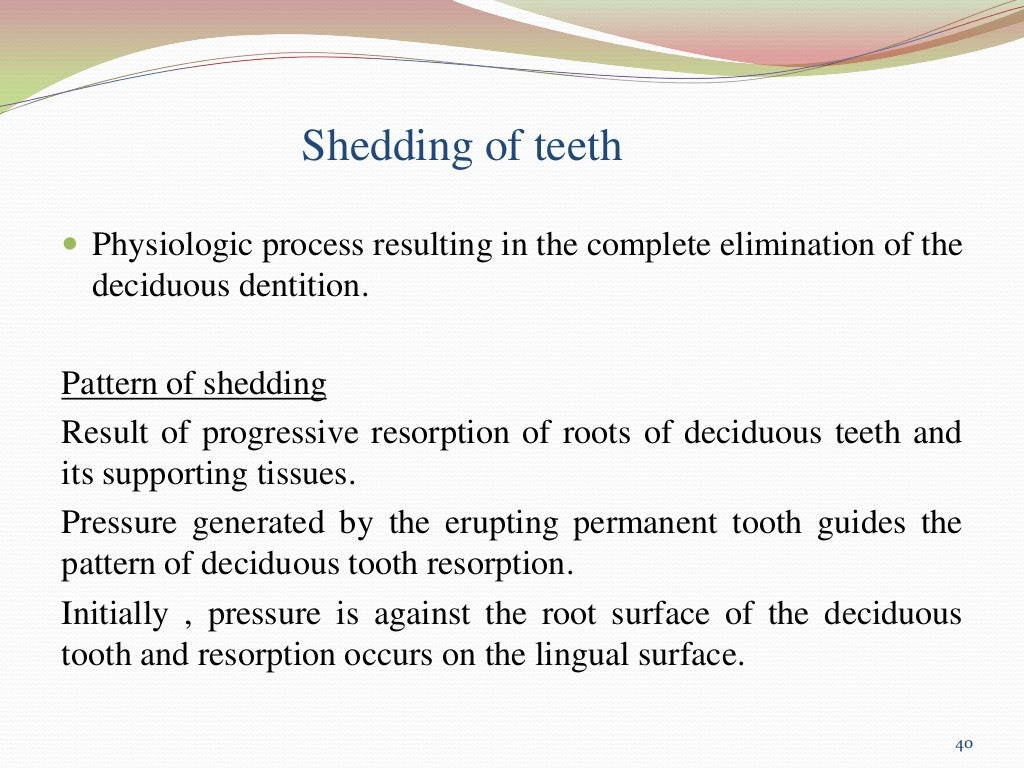 Shedding of teeth
• Physiologic process resulting in the complete elimination of the
deciduous dentition.
Pattern of shedding
Result of progressive resorption of roots of deciduous teeth and
its supporting tissues.
Pressure generated by the erupting permanent tooth guides the
pattern of deciduous tooth resorption.
Initially , pressure is against the root surface of the deciduous
tooth and resorption occurs on the lingual surface.
40